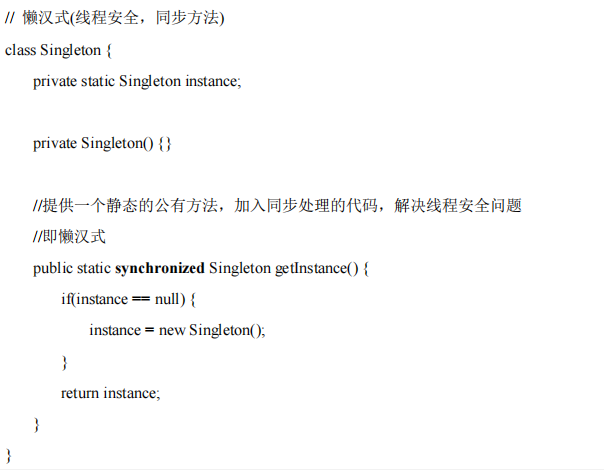 // 懒汉式(线程安全，同步方法)
class Singleton {
private static Singleton instance;
private Singleton() {}
//提供一个静态的公有方法，加入同步处理的代码，解决线程安全问题
//即懒汉式
public static synchronized Singleton getInstance() {
if(instance == null) {
instance = new Singleton();
}
return instance;
}
}